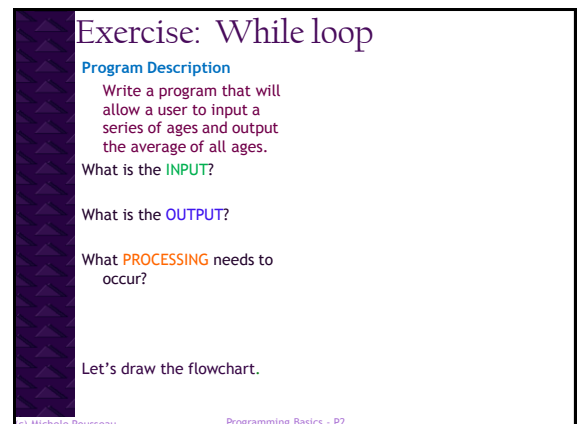 Exercise: While loop
Program Description
Write a program that will
allow a user to input a
series of ages and output
the average of all ages.
What is the INPUT?
What is the OUTPUT?
What PROCESSING needs to
occur?
Let's draw the flowchart.
(c) Michele Rousseau
Programming Basics - P2